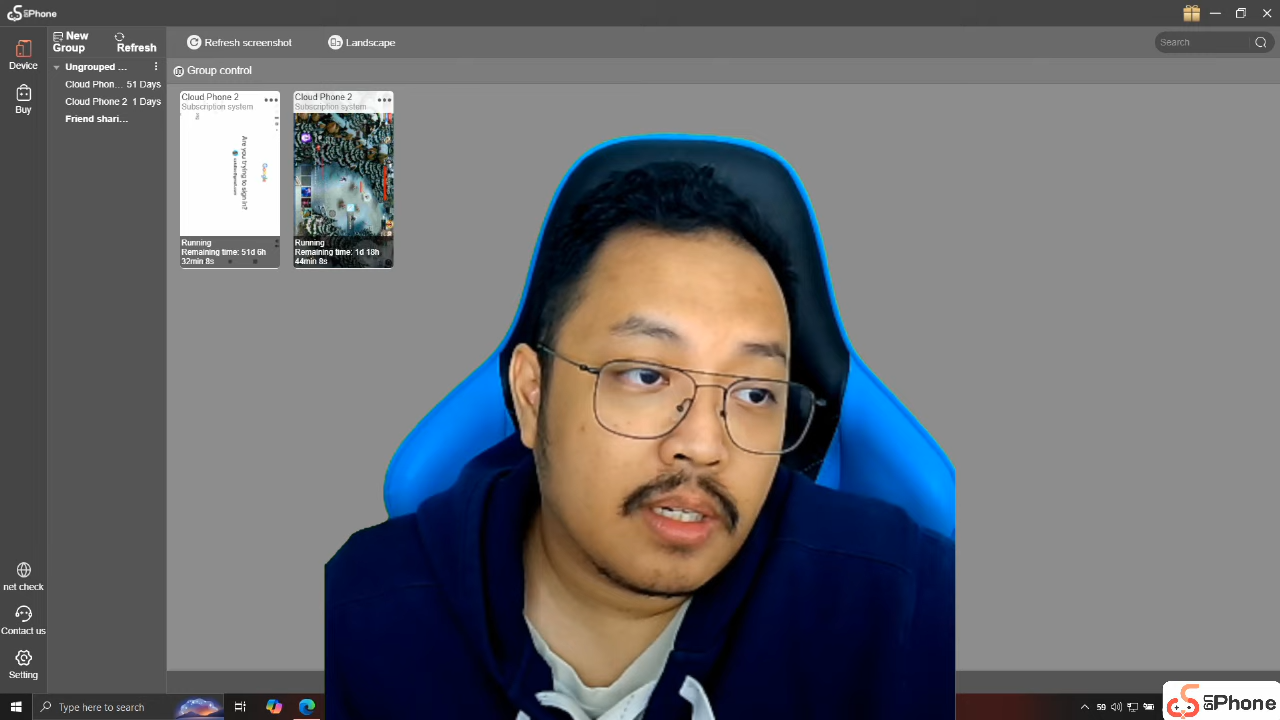 Phone
New
Group
Refresh
Refresh screenshot
Landscape
Search
Device
Ungrouped ...
Group control
Cloud Phon... 51 Days
Cloud Phone 2 1 Days
Buy
Friend shari...
Cloud Phone 2
Subscription system
Are you trying to sign in?
Google
Running
Remaining time: 51d 6h
32min 8s
Cloud Phone 2
Subscription system
Running
Remaining time: 1d 18h
44min 8s
net check
Contact us
Setting
Type here to search
Phone